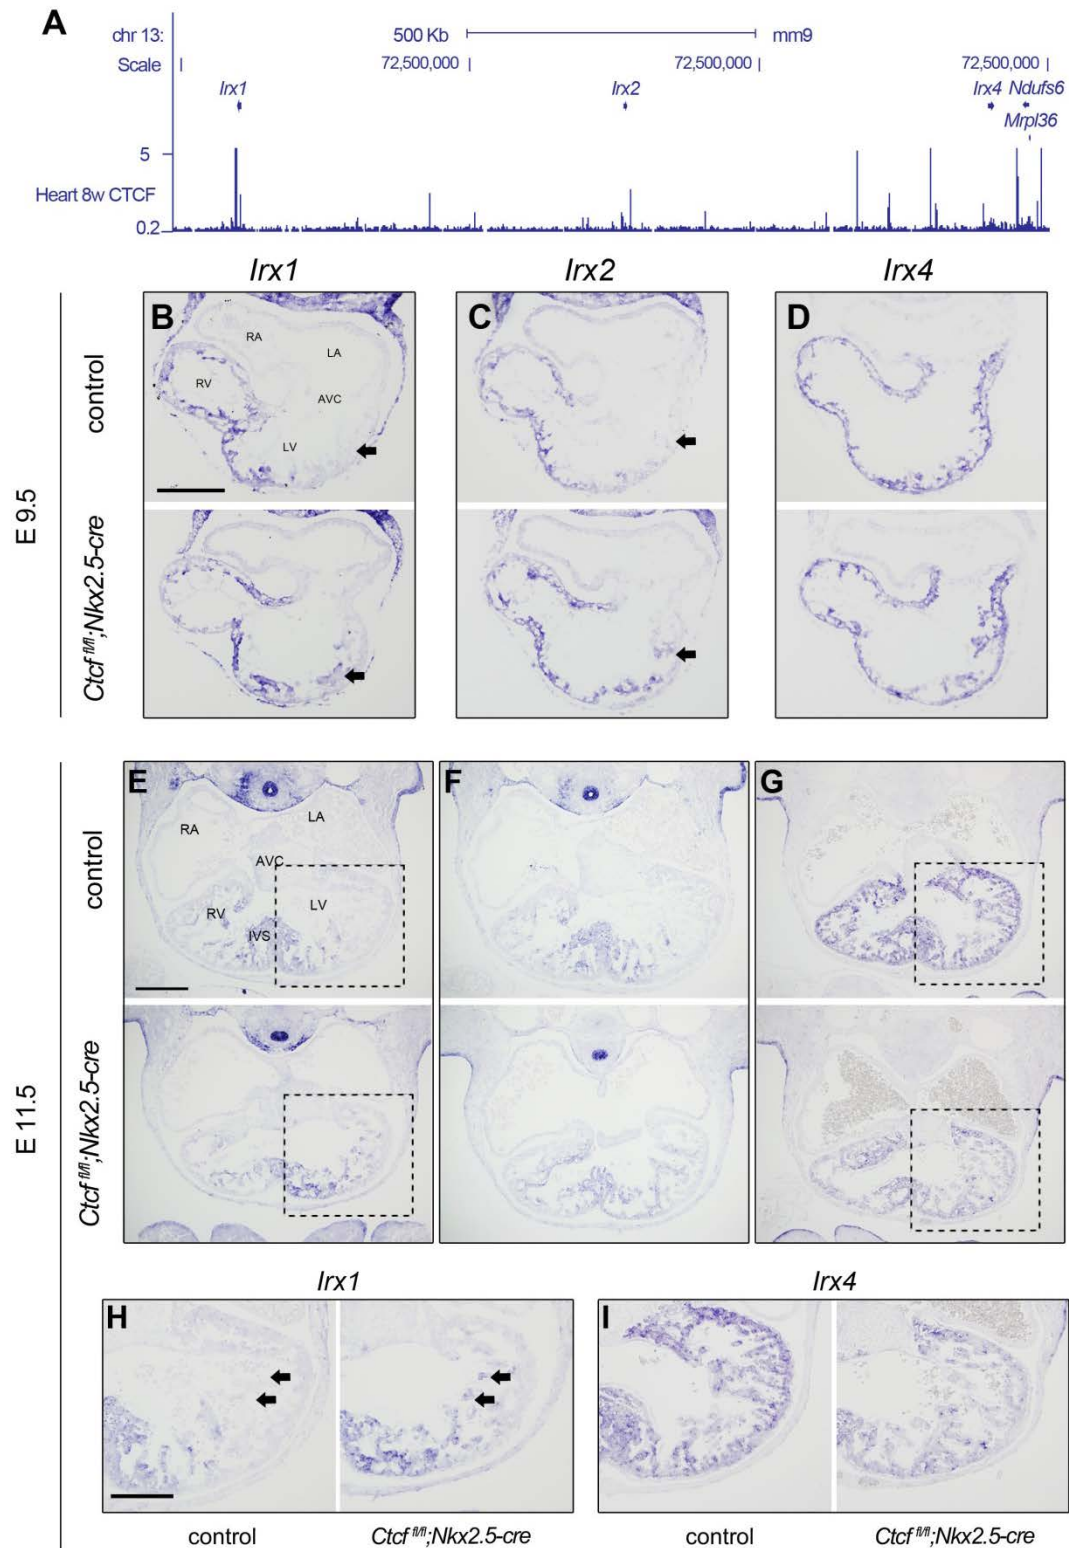 A
chr 13: 500 Kb mm9
Scale 72,500,000 72,500,000 72,500,000
Irx1 Irx2 Irx4 Ndufs6
Mrpl36
5
Heart 8w CTCF
0.2
Irx1 Irx2 Irx4
E 9.5
control
B RA LA RV AVC LV
C
D
Ctcf fl/fl;Nkx2.5-cre
E 11.5
control
E RA LA AVC RV LV IVS
F
G
Ctcf fl/fl;Nkx2.5-cre
Irx1 Irx4
H
I
control Ctcf fl/fl;Nkx2.5-cre control Ctcf fl/fl;Nkx2.5-cre